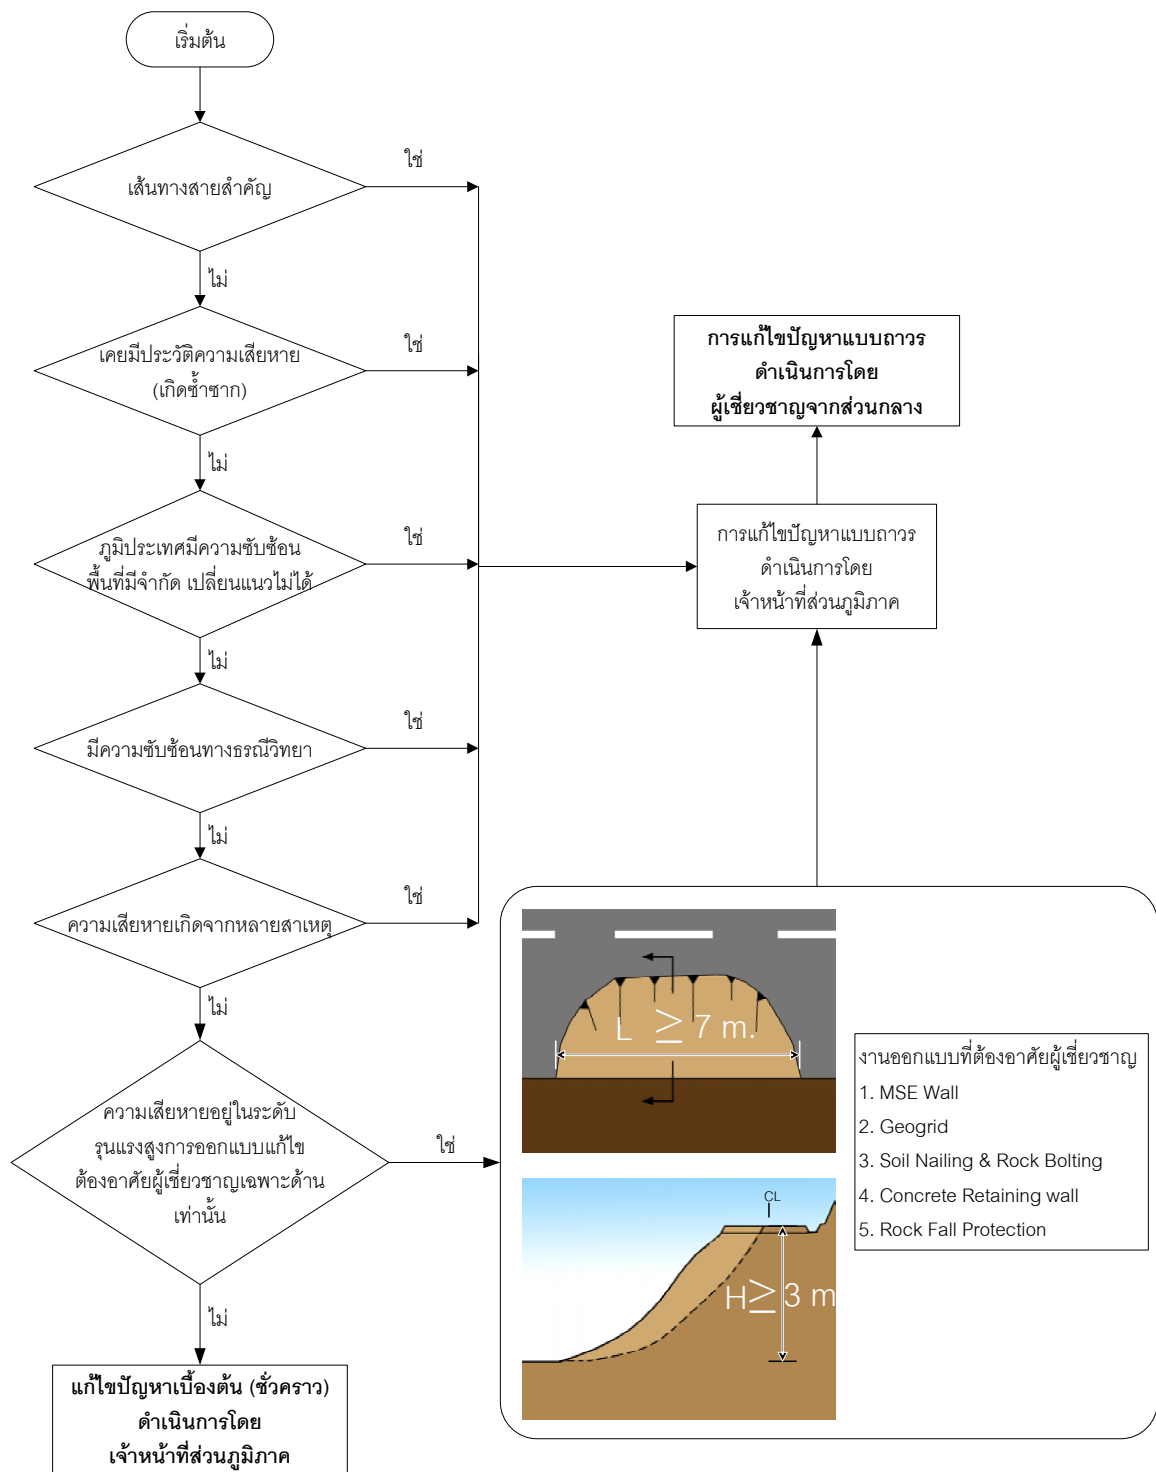 เริ่มต้น
เส้นทางสายสำคัญ
ใช่
ไม่
เคยมีประวัติความเสียหาย
(เกิดซ้ำซาก)
ใช่
ไม่
ภูมิประเทศมีความซับซ้อน
พื้นที่มีจำกัด เปลี่ยนแนวไม่ได้
ใช่
ไม่
มีความซับซ้อนทางธรณีวิทยา
ใช่
ไม่
ความเสียหายเกิดจากหลายสาเหตุ
ใช่
ไม่
ความเสียหายอยู่ในระดับ
รุนแรงสูงการออกแบบแก้ไข
ต้องอาศัยผู้เชี่ยวชาญเฉพาะด้าน
เท่านั้น
ใช่
ไม่
แก้ไขปัญหาเบื้องต้น (ชั่วคราว)
ดำเนินการโดย
เจ้าหน้าที่ส่วนภูมิภาค
การแก้ไขปัญหาแบบถาวร
ดำเนินการโดย
ผู้เชี่ยวชาญจากส่วนกลาง
การแก้ไขปัญหาแบบถาวร
ดำเนินการโดย
เจ้าหน้าที่ส่วนภูมิภาค
L ≥ 7 m.
CL
H ≥ 3 m
งานออกแบบที่ต้องอาศัยผู้เชี่ยวชาญ
1. MSE Wall
2. Geogrid
3. Soil Nailing & Rock Bolting
4. Concrete Retaining wall
5. Rock Fall Protection